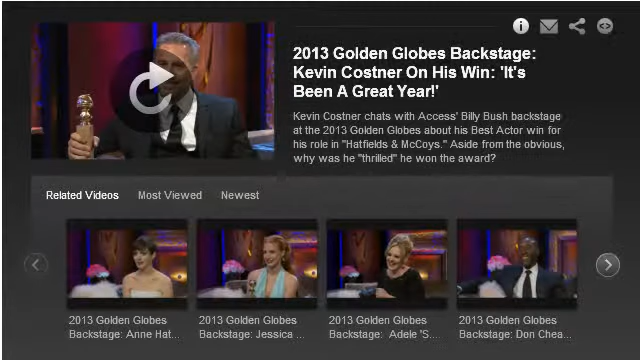 2013 Golden Globes Backstage:
Kevin Costner On His Win: 'It's
Been A Great Year!'
Kevin Costner chats with Access' Billy Bush backstage
at the 2013 Golden Globes about his Best Actor win for
his role in "Hatfields & McCoys." Aside from the obvious,
why was he "thrilled" he won the award?
Related Videos Most Viewed Newest
2013 Golden Globes
Backstage: Anne Hat...
2013 Golden Globes
Backstage: Jessica ...
2013 Golden Globes
Backstage: Adele 'S...
2013 Golden Globes
Backstage: Don Chea...